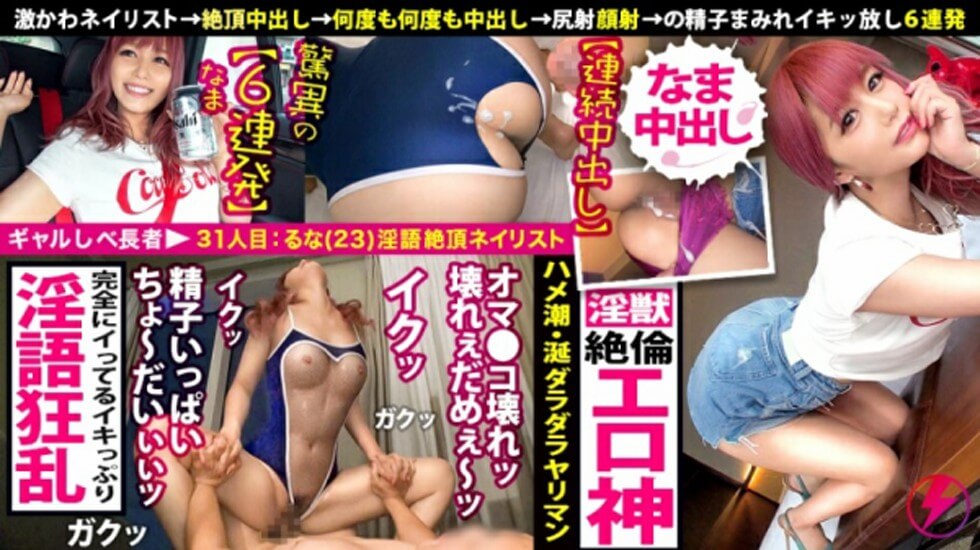 激かわネイリスト→絶頂中出し→何度も何度も中出し→尻射顔射→の精子まみれイキッ放し6連発
驚異の
なま
【6連発】
【連続中出し】
なま
中出し
Asahi
ギャルしべ長者▶31人目:るな(23)淫語絶頂ネイリスト
完全にイってるイキっぷり
淫語狂乱
イクッ
精子いっぱい
ちょ〜だいぃぃッ
ガクッ
オマ●コ壊れッ
壊れぇだめぇ〜ッ
イクッ
ガクッ
ハメ潮・涎ダラダラヤリマン
淫獣
絶倫
エロ神